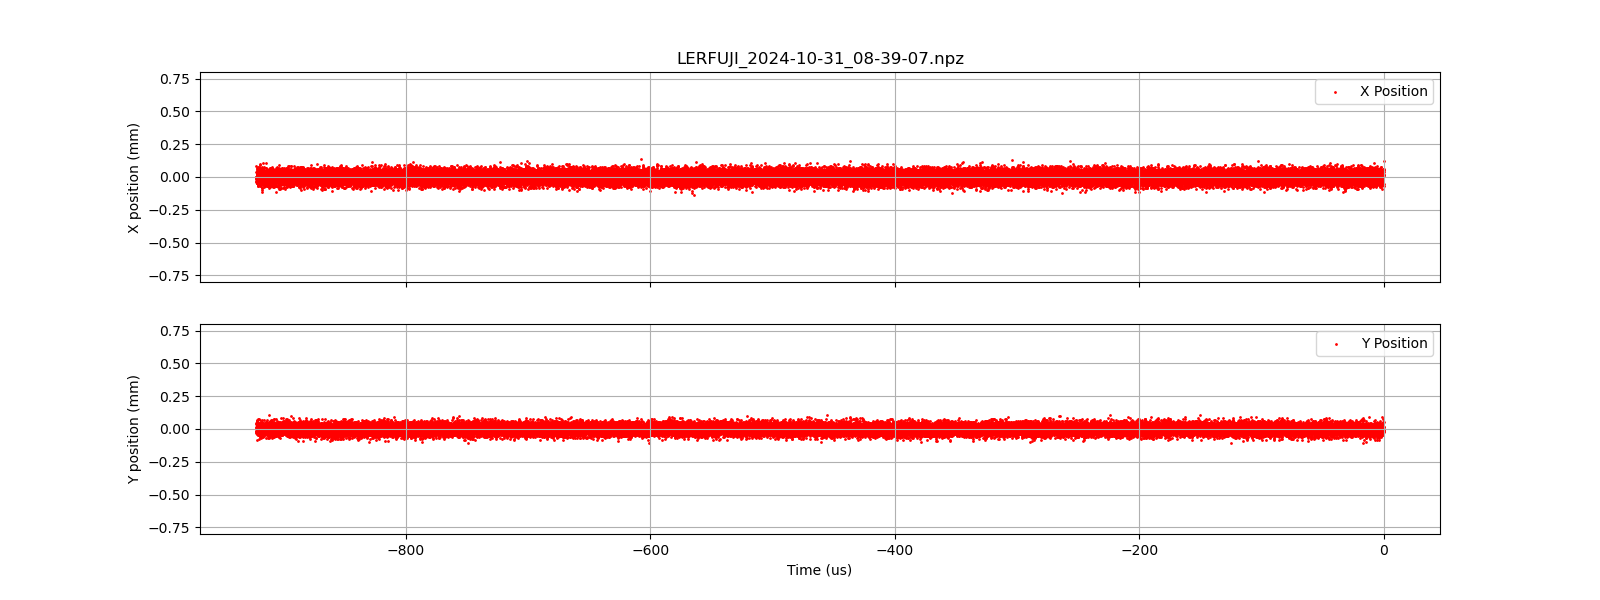 LERFUJI_2024-10-31_08-39-07.npz
0.75
0.50
0.25
0.00
−0.25
−0.50
−0.75
X position (mm)
X Position
0.75
0.50
0.25
0.00
−0.25
−0.50
−0.75
Y position (mm)
Y Position
−800 −600 −400 −200 0
Time (us)